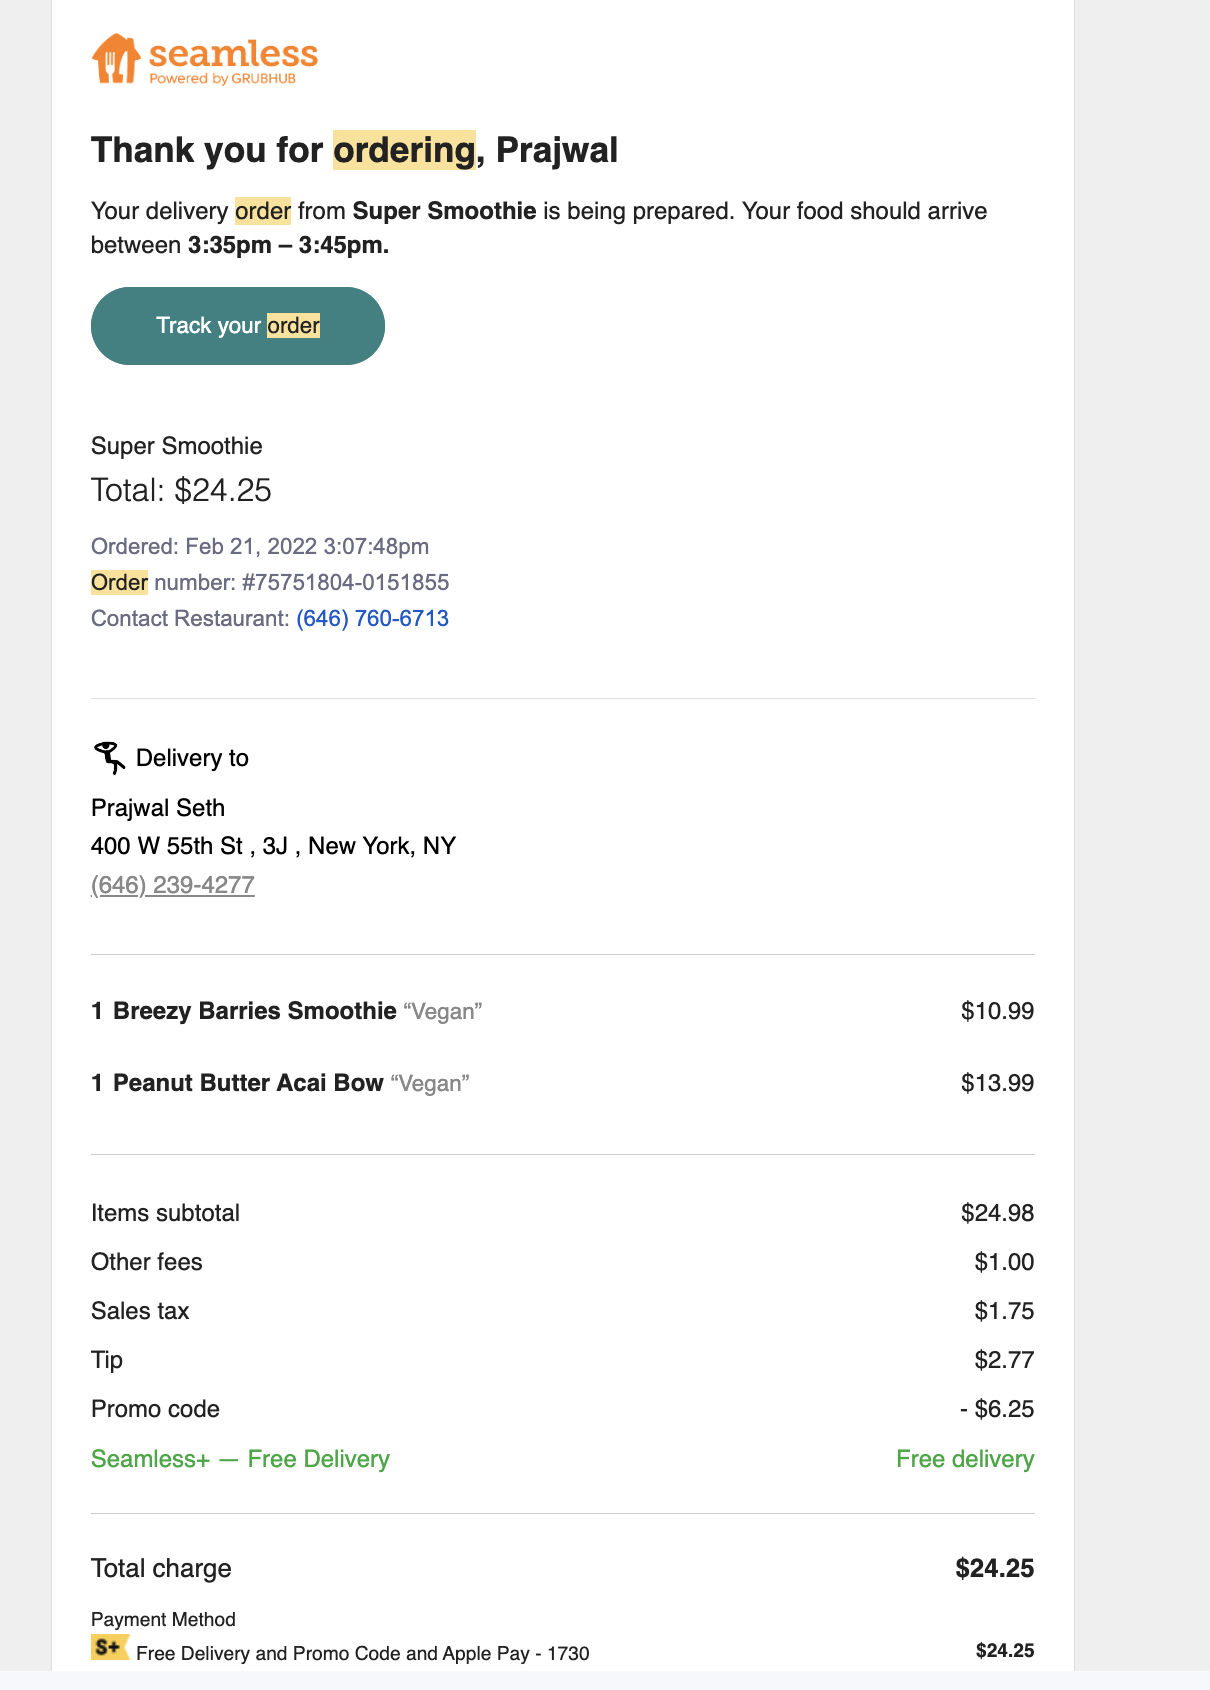 seamless
Powered by GRUBHUB
Thank you for ordering, Prajwal
Your delivery order from Super Smoothie is being prepared. Your food should arrive
between 3:35pm – 3:45pm.
Track your order
Super Smoothie
Total: $24.25
Ordered: Feb 21, 2022 3:07:48pm
Order number: #75751804-0151855
Contact Restaurant: (646) 760-6713
Delivery to
Prajwal Seth
400 W 55th St , 3J , New York, NY
(646) 239-4277
1 Breezy Barries Smoothie “Vegan” $10.99
1 Peanut Butter Acai Bow “Vegan” $13.99
Items subtotal $24.98
Other fees $1.00
Sales tax $1.75
Tip $2.77
Promo code - $6.25
Seamless+ — Free Delivery Free delivery
Total charge $24.25
Payment Method
S+ Free Delivery and Promo Code and Apple Pay - 1730 $24.25